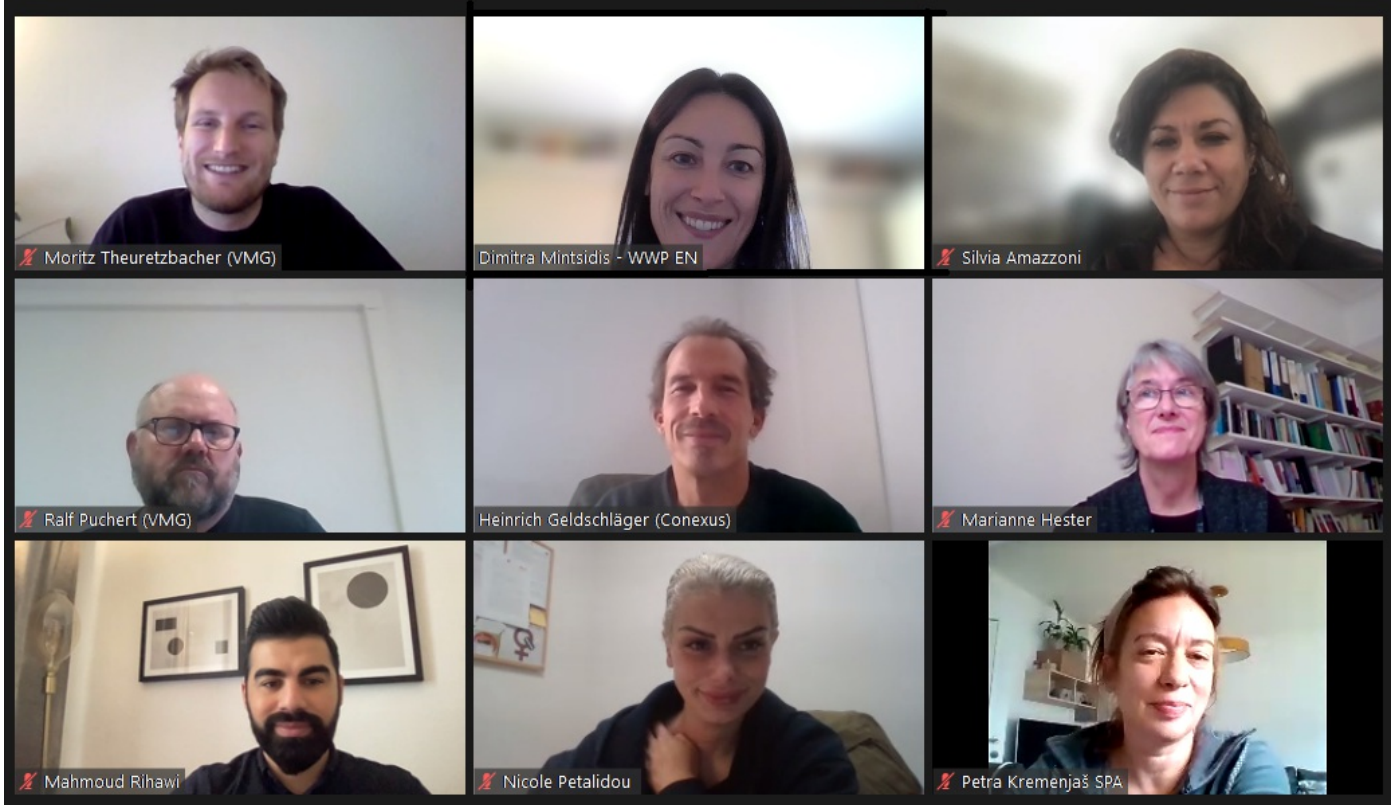 Moritz Theuretzbacher (VMG)
Dimitra Mintsidis - WWP EN
Silvia Amazzoni
Ralf Puchert (VMG)
Heinrich Geldschläger (Conexus)
Marianne Hester
Mahmoud Rihawi
Nicole Petalidou
Petra Kremenjaš SPA